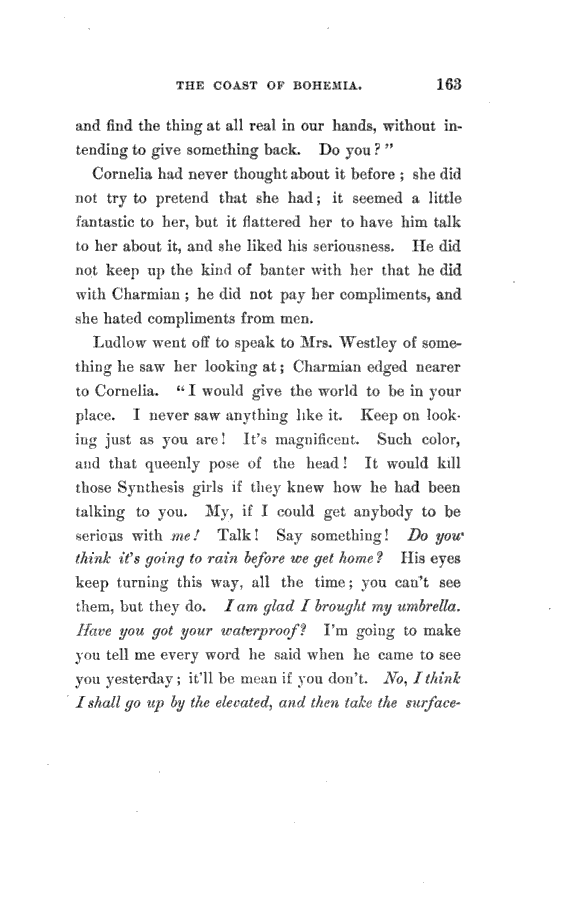 THE COAST OF BOHEMIA. 163
and find the thing at all real in our hands, without in-
tending to give something back. Do you?"
Cornelia had never thought about it before; she did
not try to pretend that she had; it seemed a little
fantastic to her, but it flattered her to have him talk
to her about it, and she liked his seriousness. He did
not keep up the kind of banter with her that he did
with Charmian; he did not pay her compliments, and
she hated compliments from men.
Ludlow went off to speak to Mrs. Westley of some-
thing he saw her looking at; Charmian edged nearer
to Cornelia. "I would give the world to be in your
place. I never saw anything like it. Keep on look-
ing just as you are! It's magnificent. Such color,
and that queenly pose of the head! It would kill
those Synthesis girls if they knew how he had been
talking to you. My, if I could get anybody to be
serious with me! Talk! Say something! Do you
think it's going to rain before we get home? His eyes
keep turning this way, all the time; you can't see
them, but they do. I am glad I brought my umbrella.
Have you got your waterproof? I'm going to make
you tell me every word he said when he came to see
you yesterday; it'll be mean if you don't. No, I think
I shall go up by the elevated, and then take the surface-